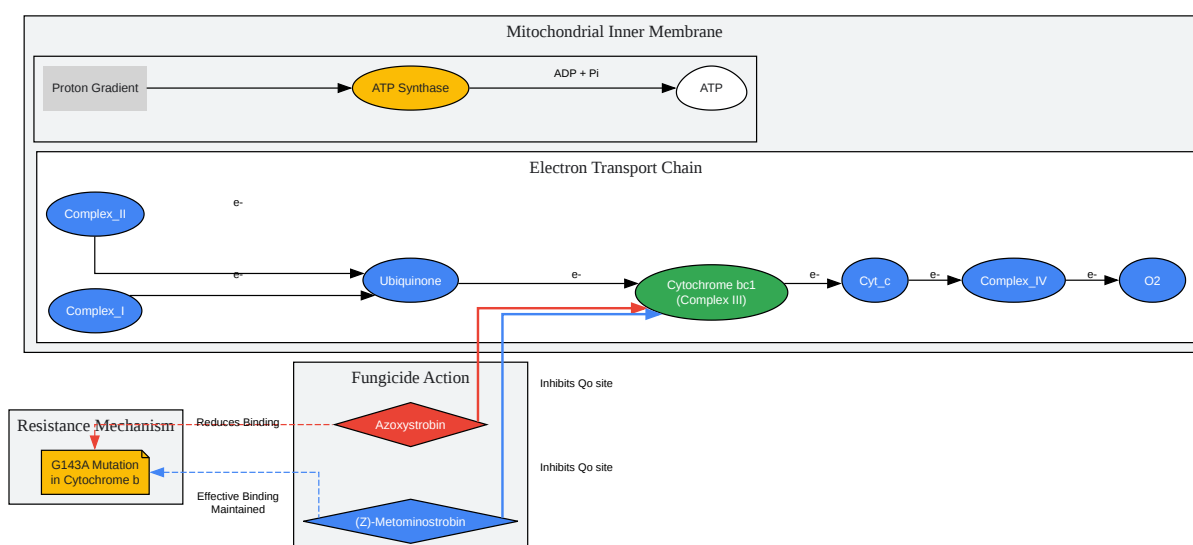 Mitochondrial Inner Membrane
Proton Gradient
ATP Synthase
ADP + Pi
ATP
Electron Transport Chain
Complex_II
e-
Complex_I
e-
Ubiquinone
e-
Cytochrome bc1
(Complex III)
e-
Cyt_c
e-
Complex_IV
e-
O2
Fungicide Action
Inhibits Qo site
Azoxystrobin
Reduces Binding
Resistance Mechanism
G143A Mutation
in Cytochrome b
Inhibits Qo site
Effective Binding
Maintained
(Z)-Metominostrobin